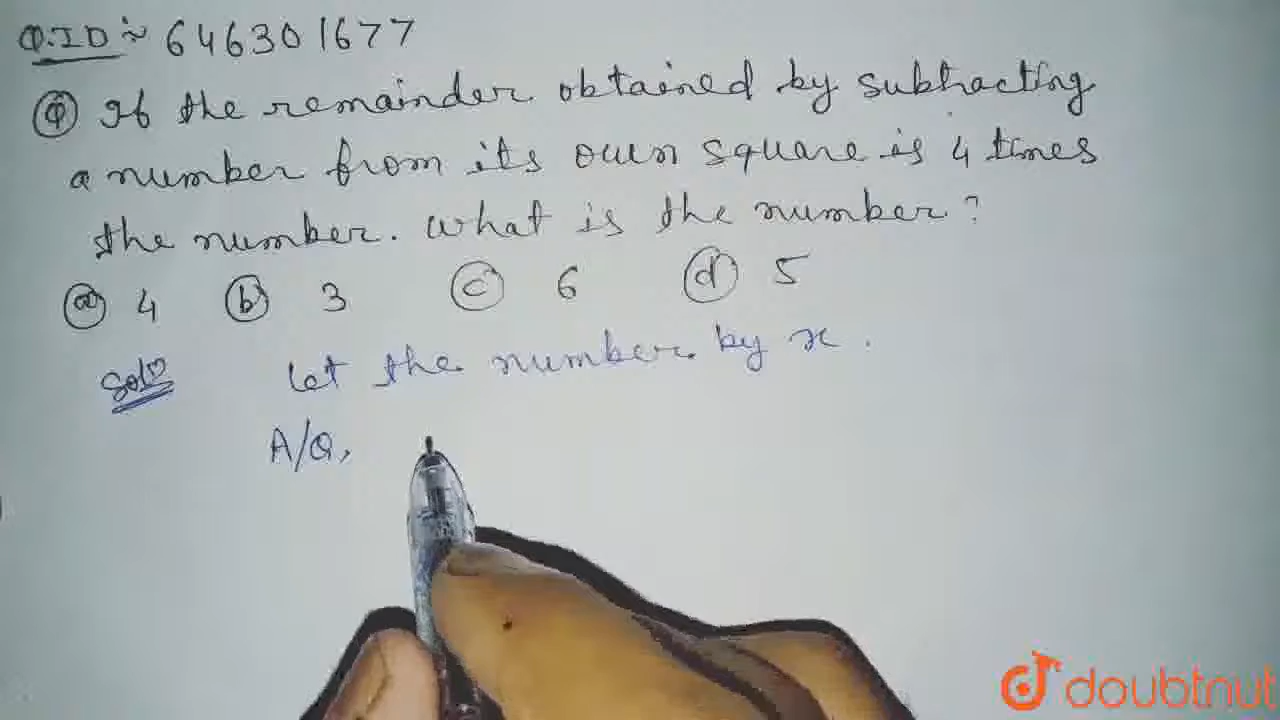 Q.ID ~ 646301677
Q If the remainder obtained by subtracting
a number from its own square is 4 times
the number. What is the number?
a 4 b 3 c 6 d 5
Soln Let the number by x.
A/Q,
doubtnut